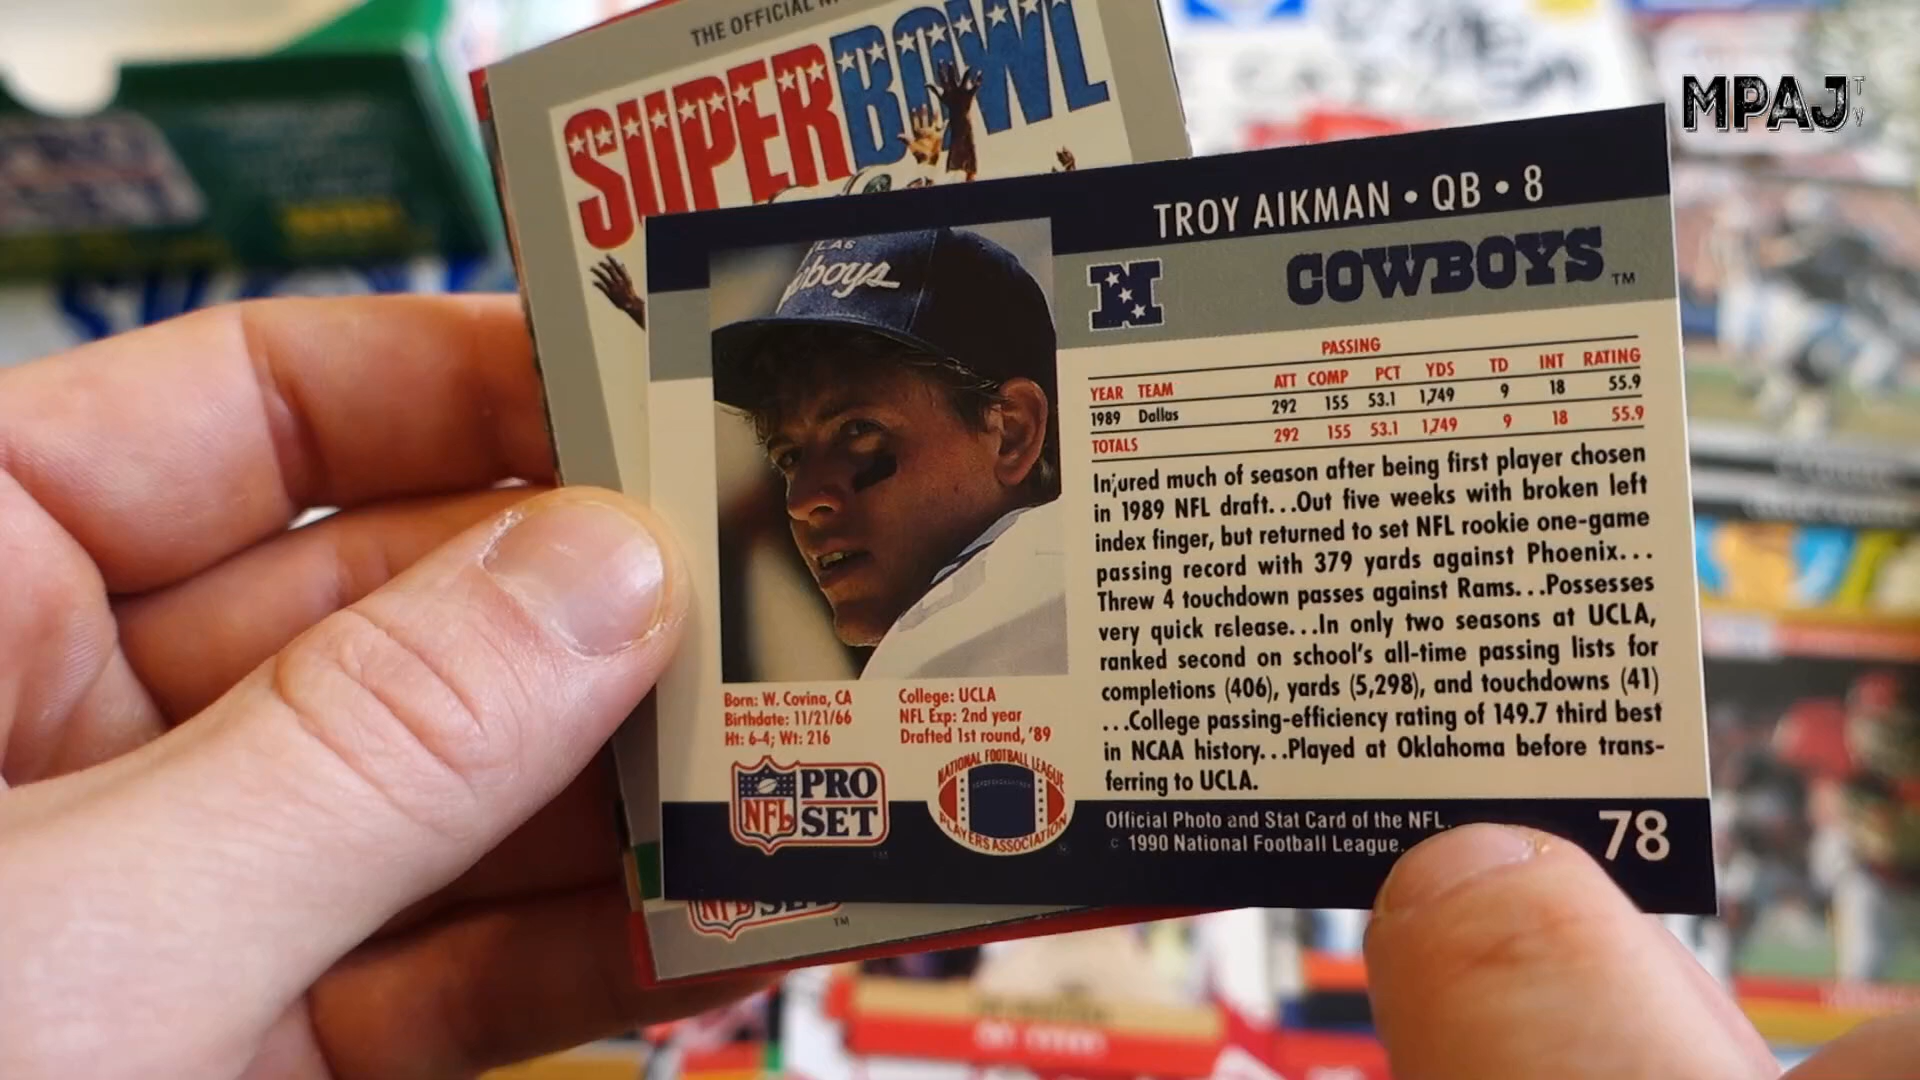 THE OFFICIAL
SUPER BOWL
MPAJ
TV
TROY AIKMAN • QB • 8
COWBOYS™
LAS
wboys
PASSING
YEAR TEAM ATT COMP PCT YDS TD INT RATING
1989 Dallas 292 155 53.1 1,749 9 18 55.9
TOTALS 292 155 53.1 1,749 9 18 55.9
Injured much of season after being first player chosen
in 1989 NFL draft...Out five weeks with broken left
index finger, but returned to set NFL rookie one-game
passing record with 379 yards against Phoenix...
Threw 4 touchdown passes against Rams...Possesses
very quick release...In only two seasons at UCLA,
ranked second on school's all-time passing lists for
completions (406), yards (5,298), and touchdowns (41)
...College passing-efficiency rating of 149.7 third best
in NCAA history...Played at Oklahoma before trans-
ferring to UCLA.
Born: W. Covina, CA
Birthdate: 11/21/66
Ht: 6-4; Wt: 216
College: UCLA
NFL Exp: 2nd year
Drafted 1st round, '89
NFL PRO SET
NATIONAL FOOTBALL LEAGUE
PLAYERS ASSOCIATION
Official Photo and Stat Card of the NFL.
© 1990 National Football League.
78
NFL SET™